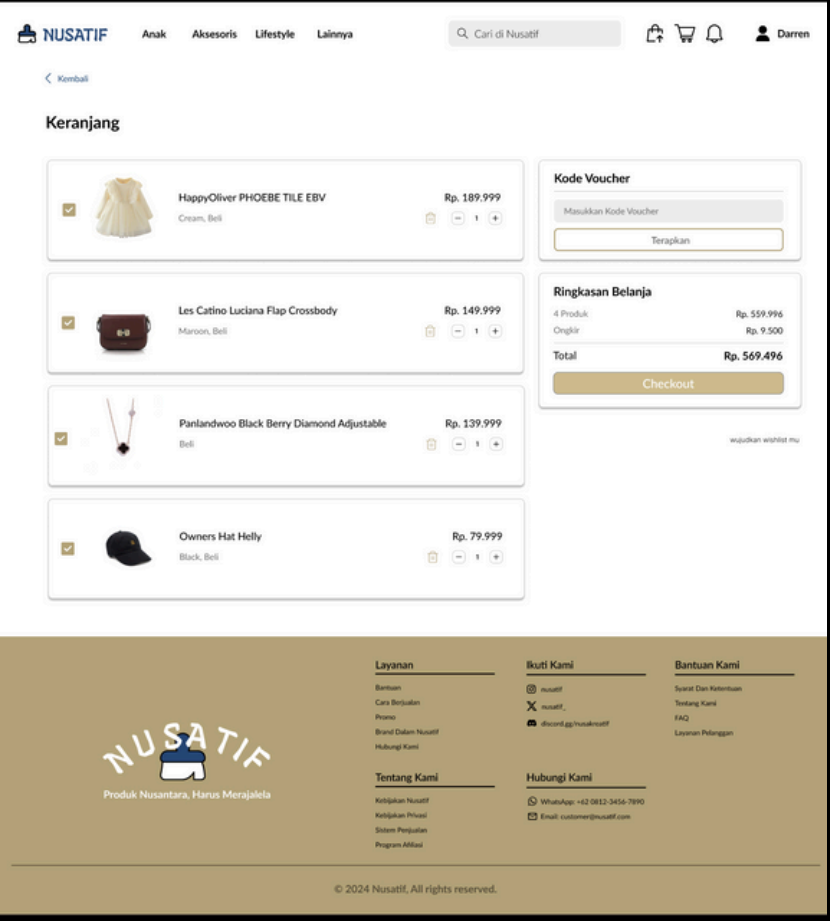 NUSATIF Anak Aksesoris Lifestyle Lainnya Cari di Nusatif Darren
Kembali
Keranjang
HappyOliver PHOEBE TILE EBV Rp. 189.999
Cream, Beli 1
Les Catino Luciana Flap Crossbody Rp. 149.999
Maroon, Beli 1
Panlandwoo Black Berry Diamond Adjustable Rp. 139.999
Beli 1
Owners Hat Helly Rp. 79.999
Black, Beli 1
Kode Voucher
Masukkan Kode Voucher
Terapkan
Ringkasan Belanja
4 Produk Rp. 559.996
Ongkir Rp. 9.500
Total Rp. 569.496
Checkout
wujudkan wishlist mu
NUSATIF
Produk Nusantara, Harus Merajalela
Layanan
Bantuan
Cara Berjualan
Promo
Brand Dalam Nusatif
Hubungi Kami
Ikuti Kami
nusatif
nusatif_
discord.gg/nusakreatif
Bantuan Kami
Syarat Dan Ketentuan
Tentang Kami
FAQ
Layanan Pelanggan
Tentang Kami
Kebijakan Nusatif
Kebijakan Privasi
Sistem Penjualan
Program Afiliasi
Hubungi Kami
WhatsApp: +62 0812-3456-7890
Email: customer@nusatif.com
© 2024 Nusatif, All rights reserved.